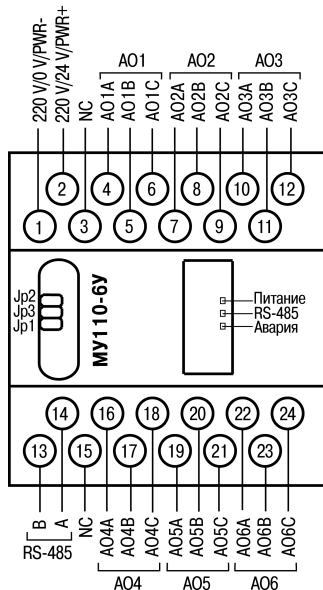 AO1 AO2 AO3
220 V/0 V/PWR-
220 V/24 V/PWR+
NC
AO1A
AO1B
AO1C
AO2A
AO2B
AO2C
AO3A
AO3B
AO3C
2 4 6 8 10 12
1 3 5 7 9 11
Jp2
Jp3
Jp1
МУ110-6У
Питание
RS-485
Авария
14 16 18 20 22 24
13 15 17 19 21 23
B
A
NC
AO4A
AO4B
AO4C
AO5A
AO5B
AO5C
AO6A
AO6B
AO6C
RS-485
AO4 AO5 AO6